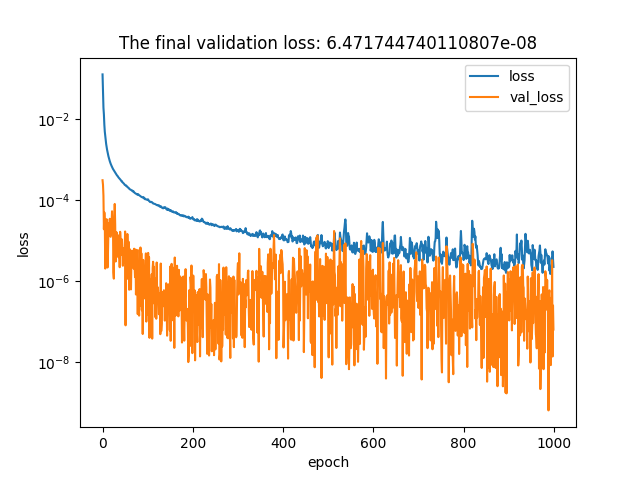 The final validation loss: 6.471744740110807e-08
loss
val_loss
10⁻²
10⁻⁴
10⁻⁶
10⁻⁸
loss
0 200 400 600 800 1000
epoch